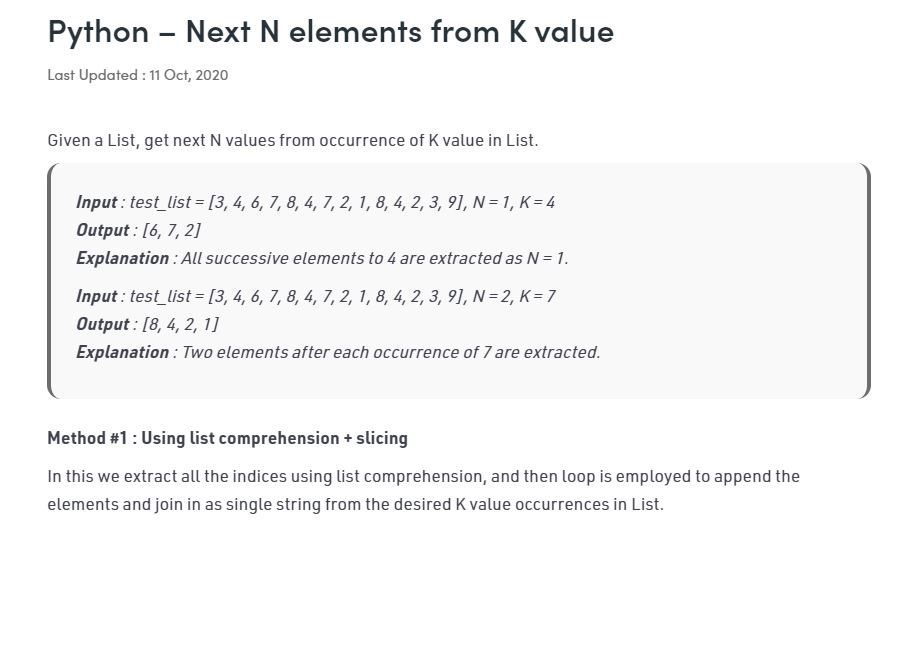 Python – Next N elements from K value
Last Updated : 11 Oct, 2020
Given a List, get next N values from occurrence of K value in List.
Input : test_list = [3, 4, 6, 7, 8, 4, 7, 2, 1, 8, 4, 2, 3, 9], N = 1, K = 4
Output : [6, 7, 2]
Explanation : All successive elements to 4 are extracted as N = 1.
Input : test_list = [3, 4, 6, 7, 8, 4, 7, 2, 1, 8, 4, 2, 3, 9], N = 2, K = 7
Output : [8, 4, 2, 1]
Explanation : Two elements after each occurrence of 7 are extracted.
Method #1 : Using list comprehension + slicing
In this we extract all the indices using list comprehension, and then loop is employed to append the
elements and join in as single string from the desired K value occurrences in List.